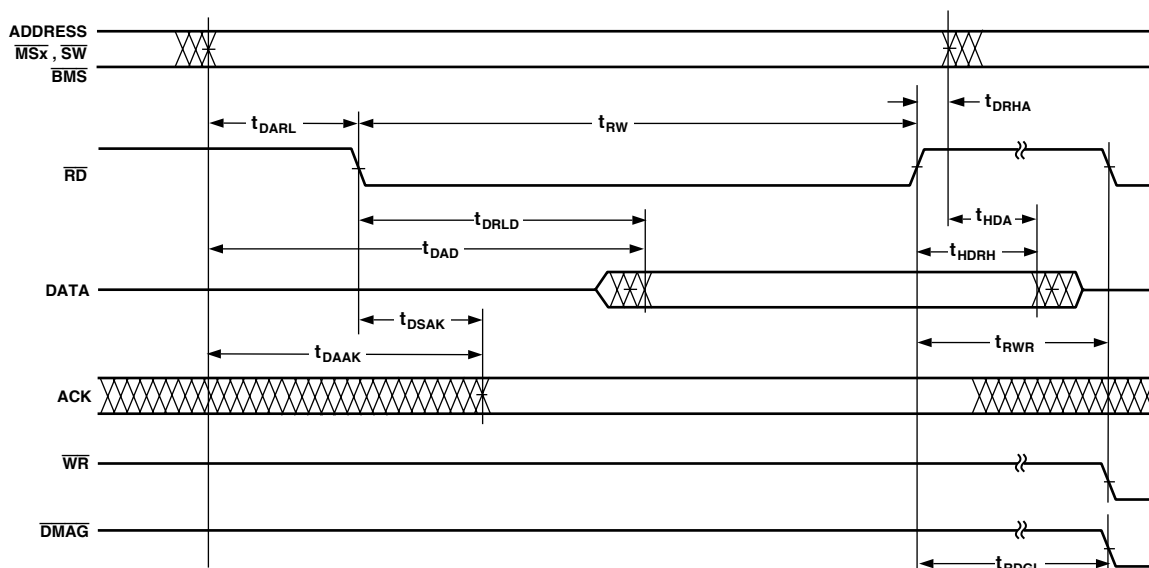 ADDRESS
MSx , SW
BMS
tDRHA
tDARL
tRW
RD
tHDA
tDRLD
tDAD
tHDRH
DATA
tDSAK
tRWR
tDAAK
ACK
WR
DMAG